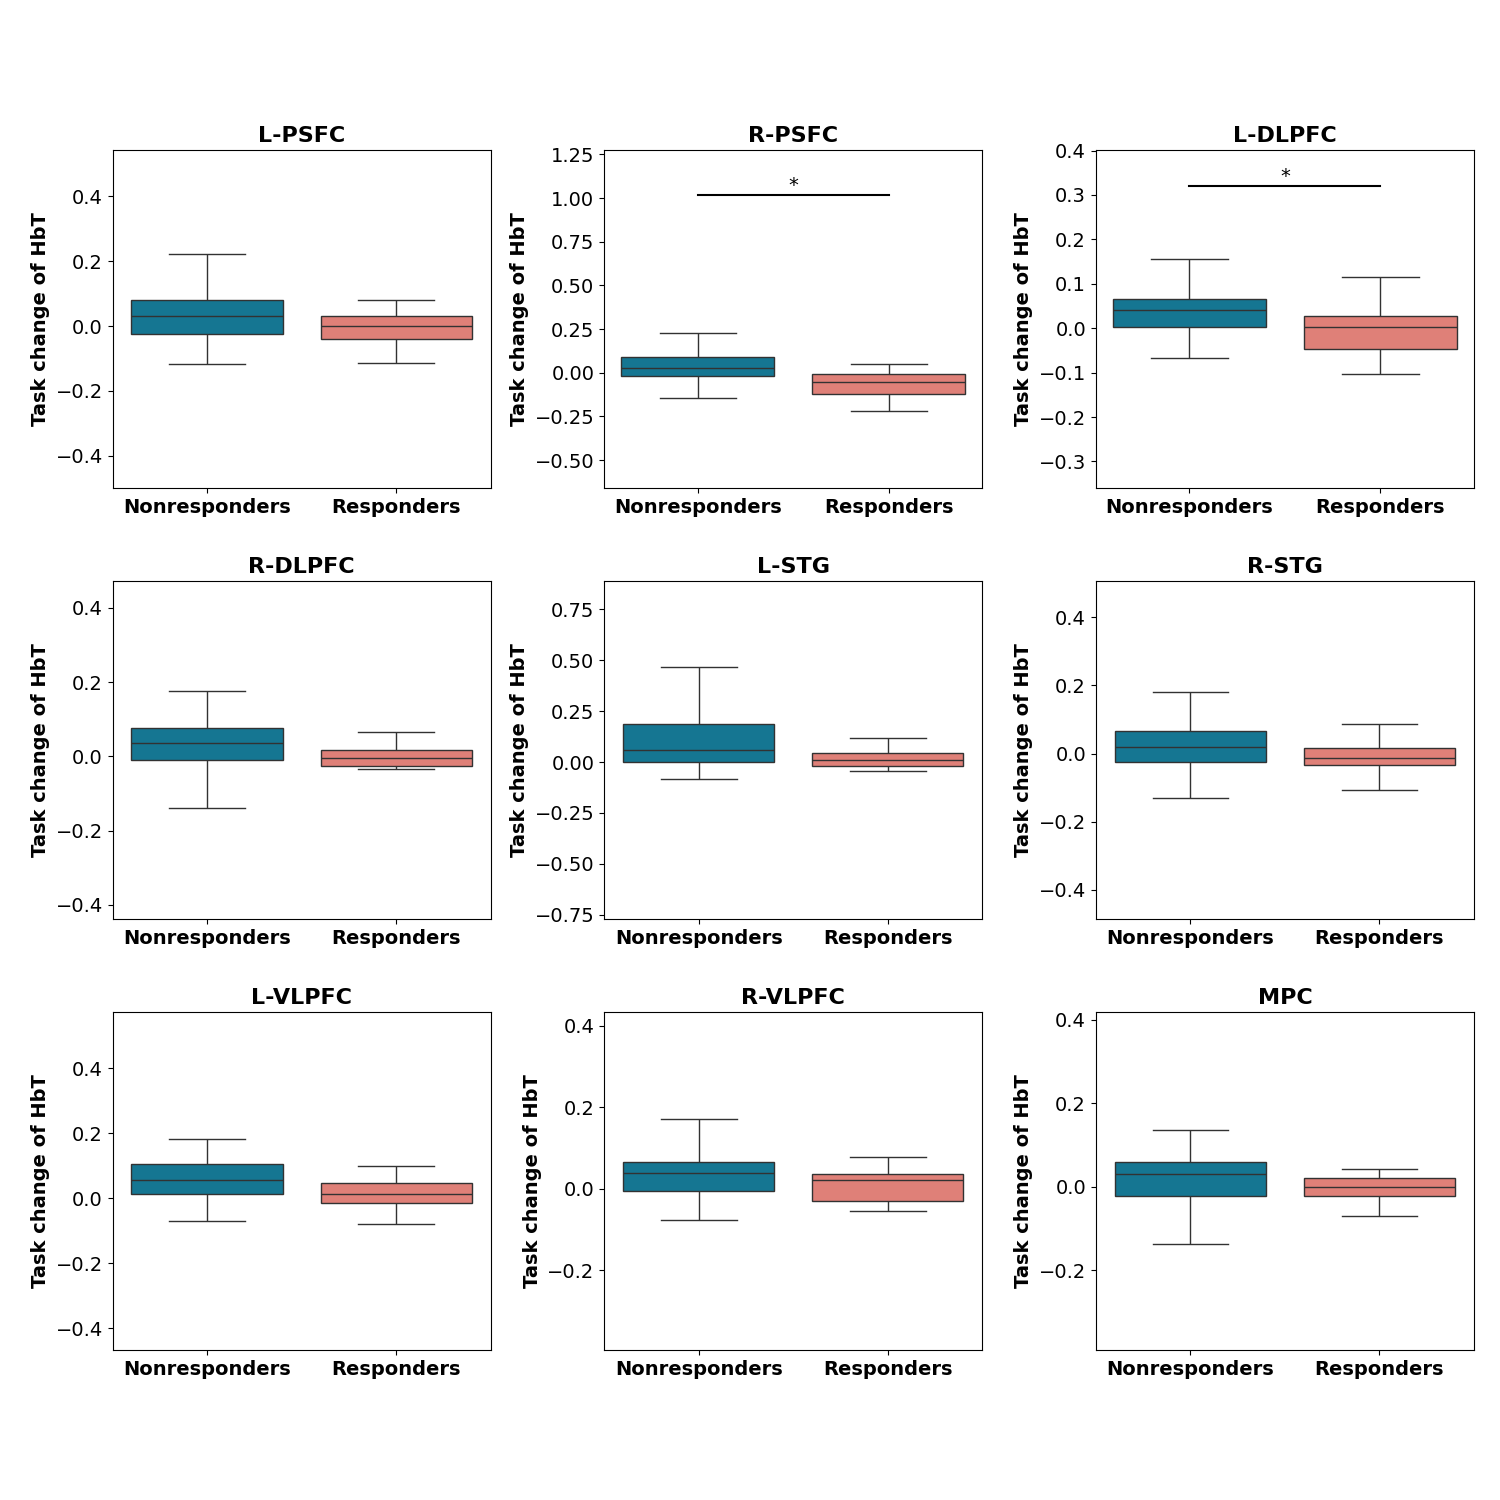 L-PSFC
Task change of HbT
0.4
0.2
0.0
−0.2
−0.4
Nonresponders Responders
R-PSFC
Task change of HbT
1.25
1.00
0.75
0.50
0.25
0.00
−0.25
−0.50
*
Nonresponders Responders
L-DLPFC
Task change of HbT
0.4
0.3
0.2
0.1
0.0
−0.1
−0.2
−0.3
*
Nonresponders Responders
R-DLPFC
Task change of HbT
0.4
0.2
0.0
−0.2
−0.4
Nonresponders Responders
L-STG
Task change of HbT
0.75
0.50
0.25
0.00
−0.25
−0.50
−0.75
Nonresponders Responders
R-STG
Task change of HbT
0.4
0.2
0.0
−0.2
−0.4
Nonresponders Responders
L-VLPFC
Task change of HbT
0.4
0.2
0.0
−0.2
−0.4
Nonresponders Responders
R-VLPFC
Task change of HbT
0.4
0.2
0.0
−0.2
Nonresponders Responders
MPC
Task change of HbT
0.4
0.2
0.0
−0.2
Nonresponders Responders